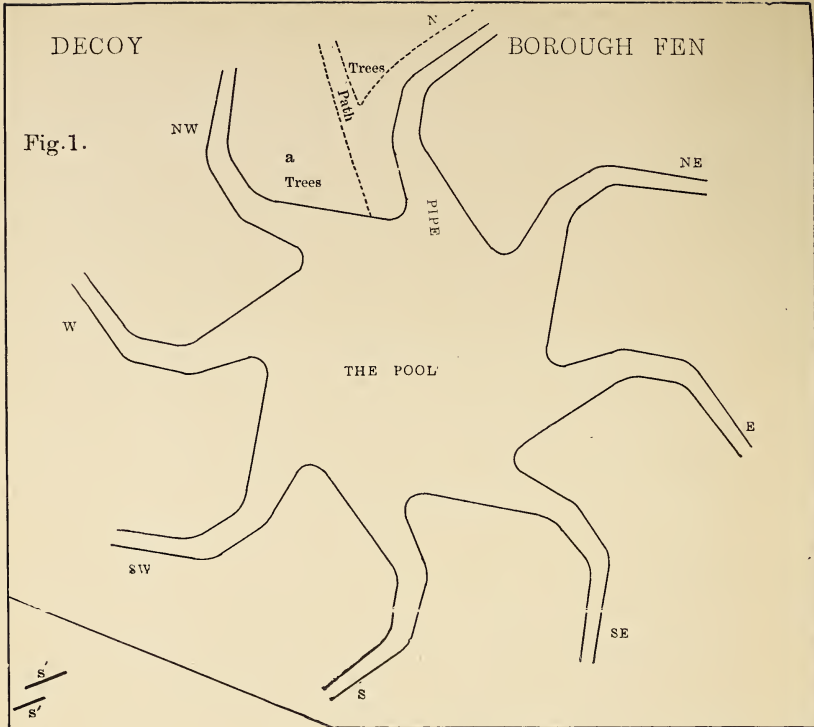 DECOY
BOROUGH FEN
Fig.1.
N
Trees
Path
NW
a
Trees
PIPE
NE
W
THE POOL
E
SW
SE
S
s'
s'